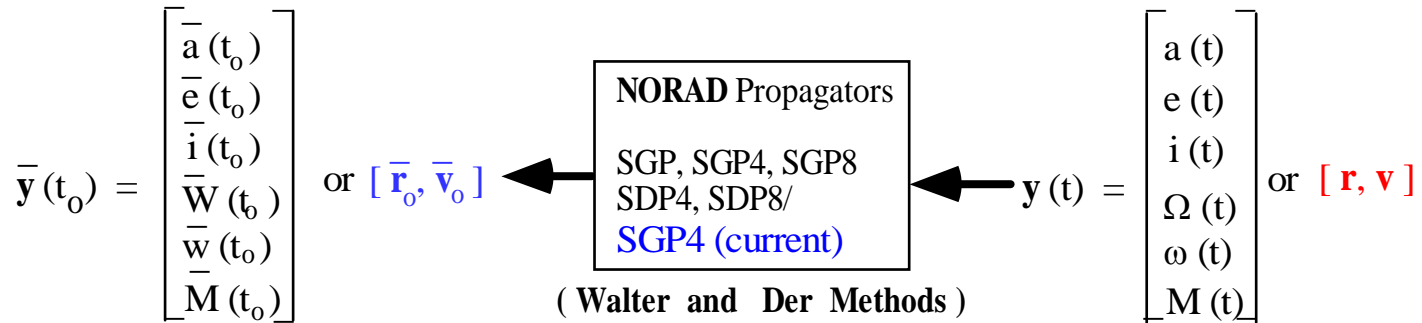 y̅ (t₀) =
a̅ (t₀)
e̅ (t₀)
i̅ (t₀)
W̅ (t₀)
w̅ (t₀)
M̅ (t₀)
or [ r̅₀, v̅₀ ]
NORAD Propagators
SGP, SGP4, SGP8
SDP4, SDP8/
SGP4 (current)
( Walter and Der Methods )
y (t) =
a (t)
e (t)
i (t)
Ω (t)
ω (t)
M (t)
or [ r, v ]